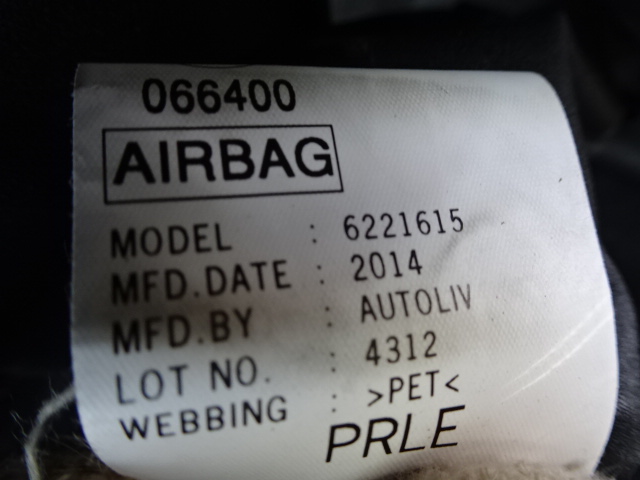 066400
AIRBAG
MODEL : 6221615
MFD.DATE : 2014
MFD.BY : AUTOLIV
LOT NO. : 4312
WEBBING : >PET<
PRLE